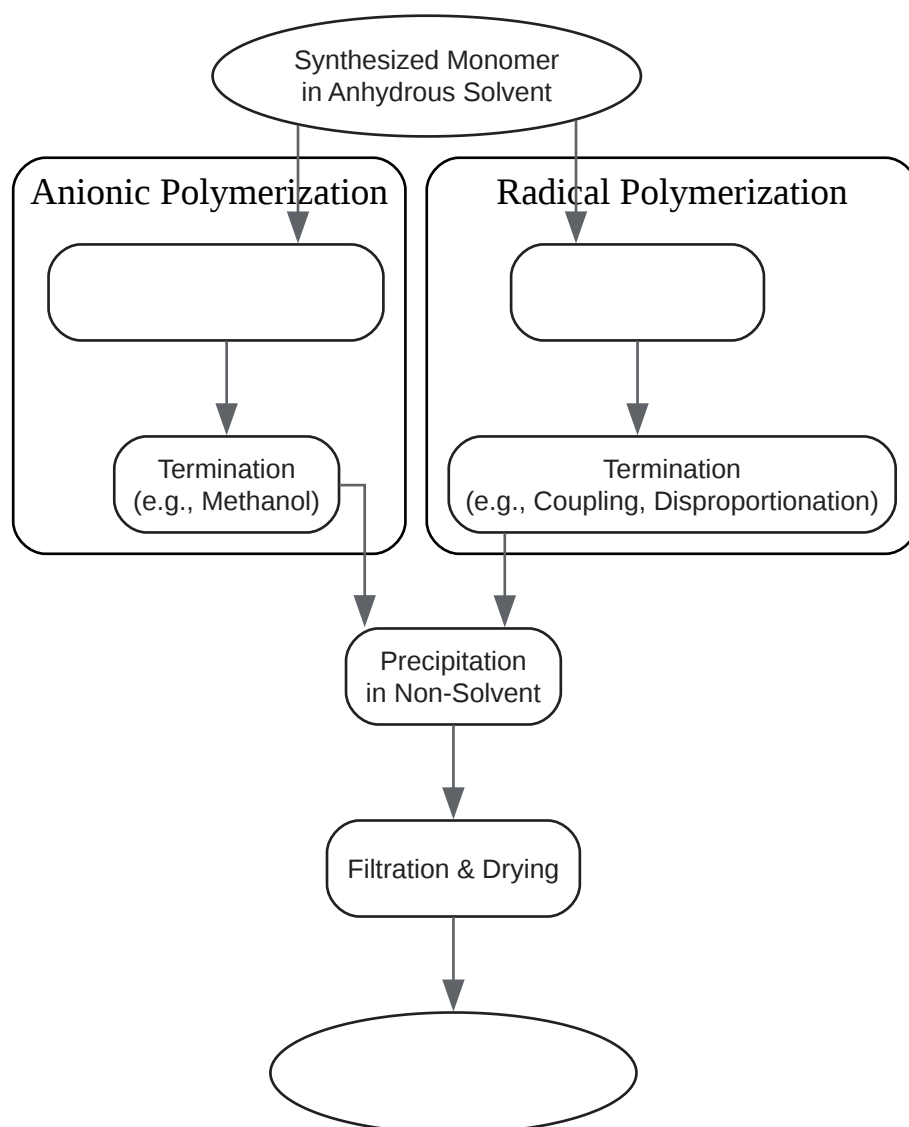 Synthesized Monomer
in Anhydrous Solvent
Anionic Polymerization
Radical Polymerization
Termination
(e.g., Methanol)
Termination
(e.g., Coupling, Disproportionation)
Precipitation
in Non-Solvent
Filtration & Drying